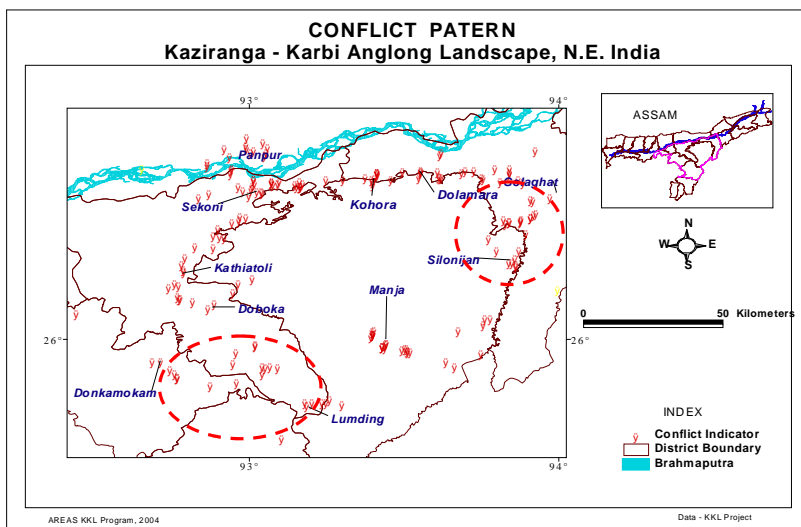 CONFLICT PATERN
Kaziranga - Karbi Anglong Landscape, N.E. India
93°
94°
ASSAM
Panpur
Golaghat
Sekoni
Kohora
Dolamara
N
W E
S
Silonijan
Kathiatoli
Manja
Doboka
0 50 Kilometers
26°
26°
Donkamokam
Lumding
INDEX
Conflict Indicator
District Boundary
Brahmaputra
93°
94°
AREAS KKL Program, 2004
Data - KKL Project